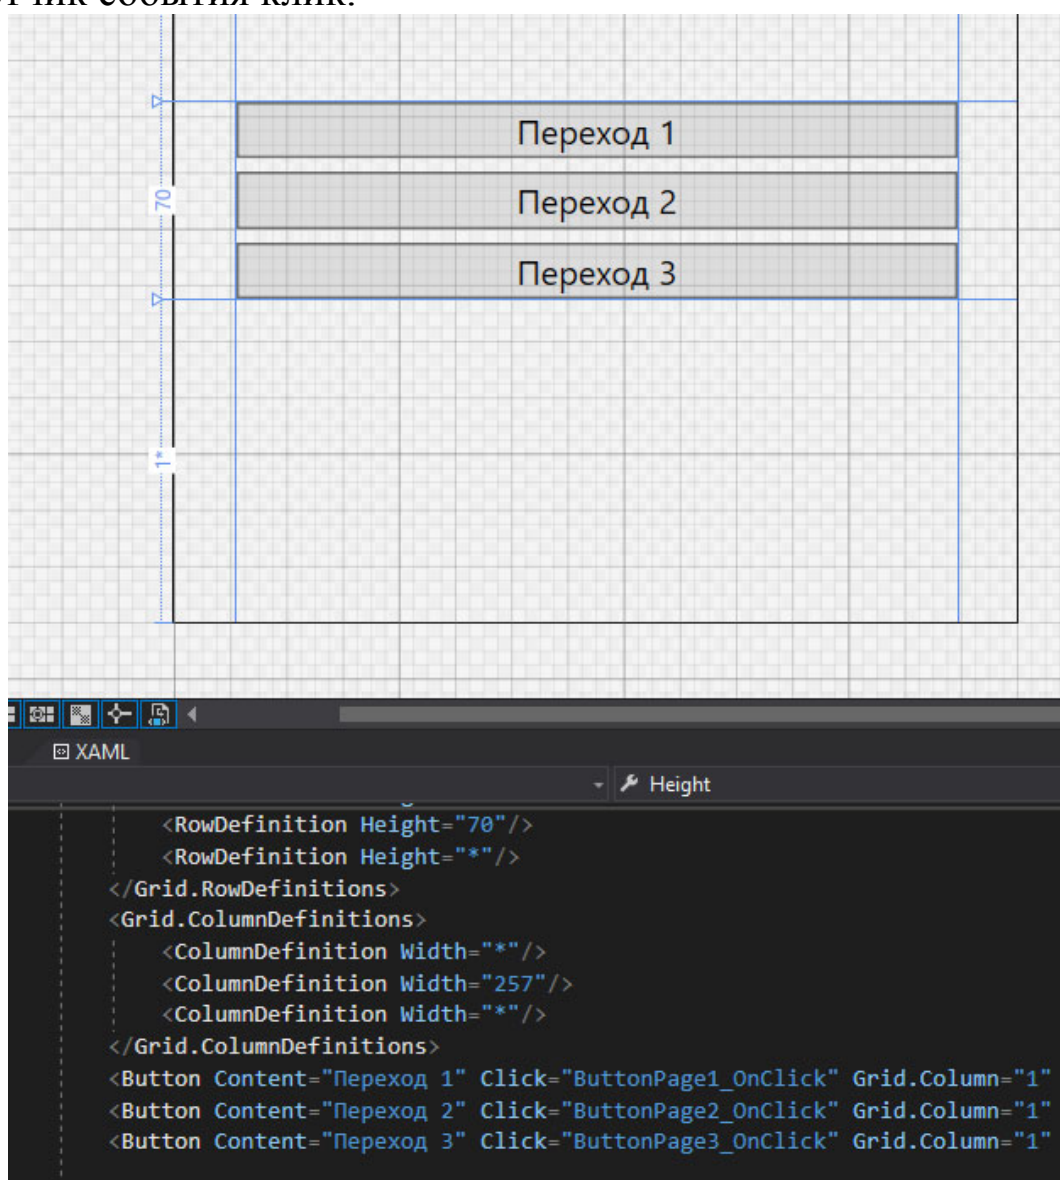 события клик.
Переход 1
70
Переход 2
Переход 3
1*
XAML
Height
<RowDefinition Height="70"/>
<RowDefinition Height="*"/>
</Grid.RowDefinitions>
<Grid.ColumnDefinitions>
<ColumnDefinition Width="*"/>
<ColumnDefinition Width="257"/>
<ColumnDefinition Width="*"/>
</Grid.ColumnDefinitions>
<Button Content="Переход 1" Click="ButtonPage1_OnClick" Grid.Column="1"
<Button Content="Переход 2" Click="ButtonPage2_OnClick" Grid.Column="1"
<Button Content="Переход 3" Click="ButtonPage3_OnClick" Grid.Column="1"